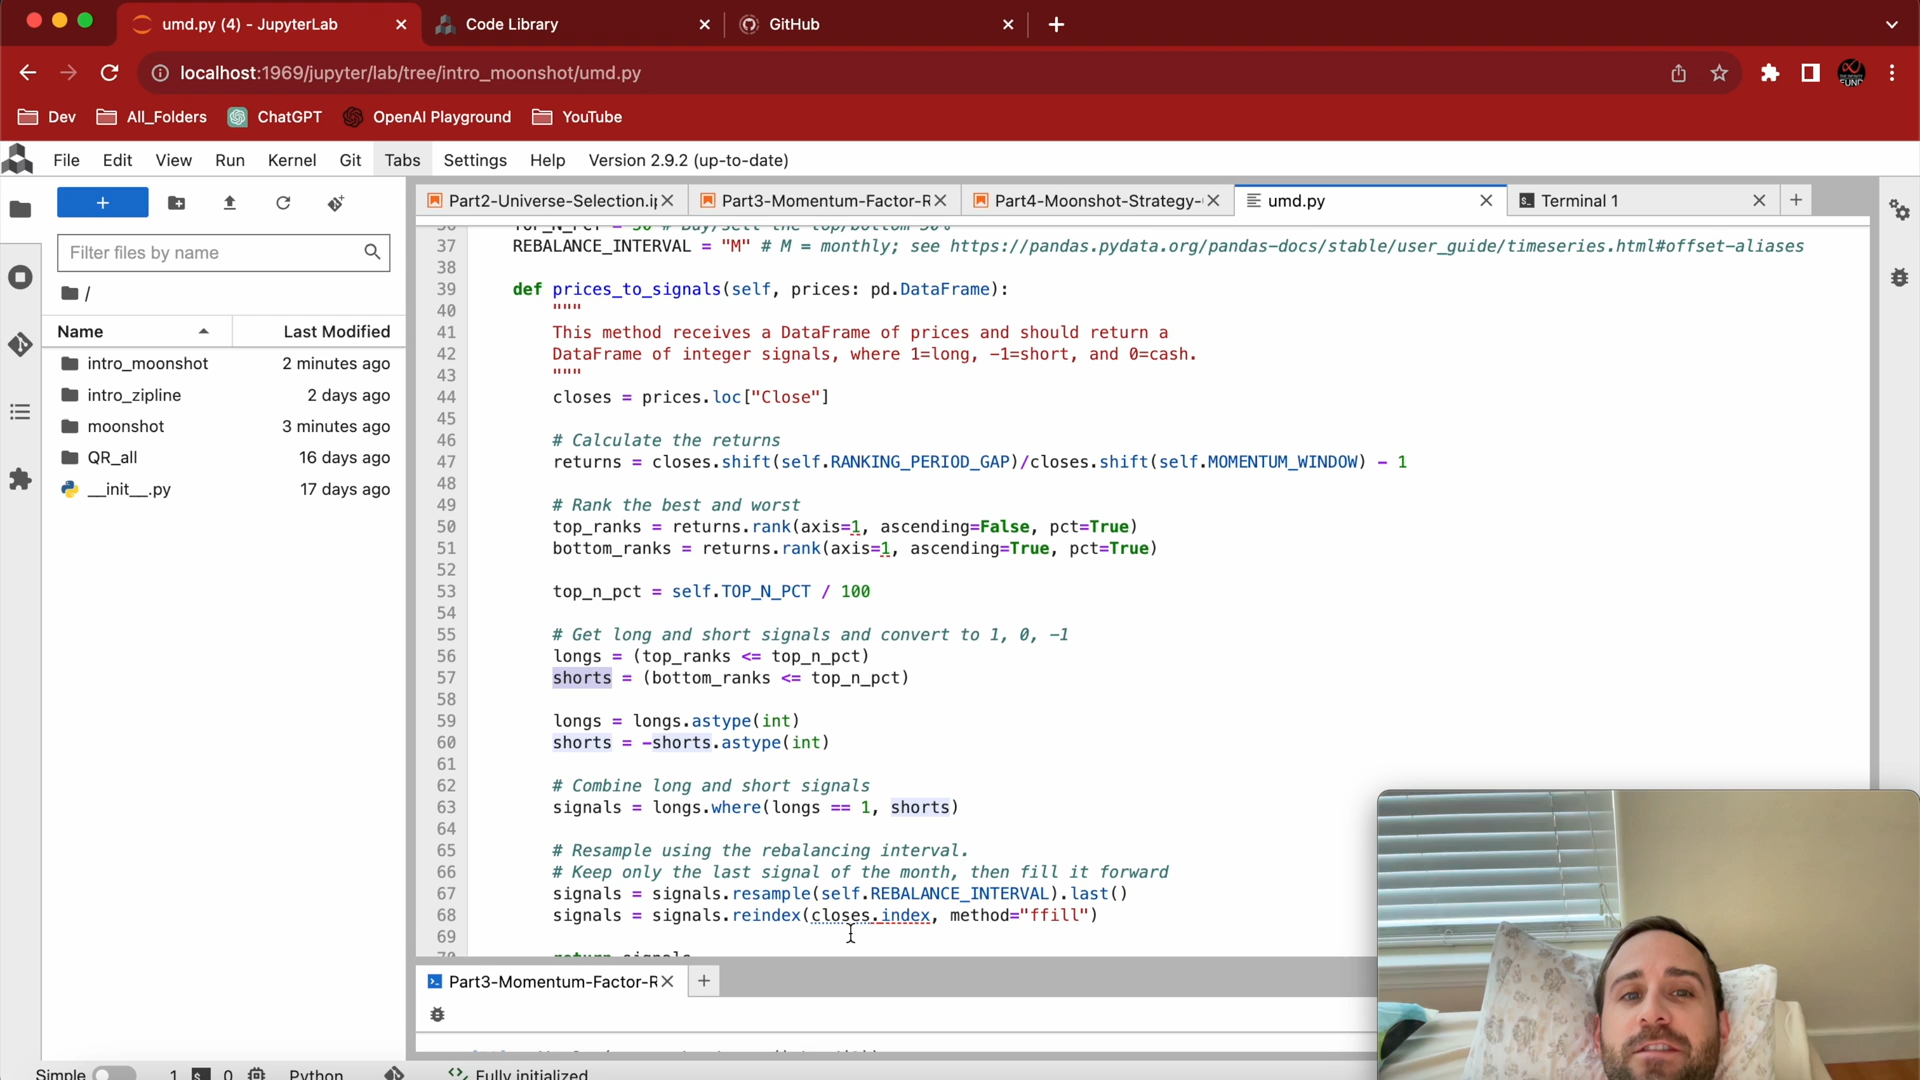 umd.py (4) - JupyterLab
Code Library
GitHub
localhost:1969/jupyter/lab/tree/intro_moonshot/umd.py
Dev
All_Folders
ChatGPT
OpenAI Playground
YouTube
File Edit View Run Kernel Git Tabs Settings Help Version 2.9.2 (up-to-date)
Part2-Universe-Selection.i
Part3-Momentum-Factor-R
Part4-Moonshot-Strategy-
umd.py
Terminal 1
Filter files by name
/
Name Last Modified
intro_moonshot 2 minutes ago
intro_zipline 2 days ago
moonshot 3 minutes ago
QR_all 16 days ago
__init__.py 17 days ago
36 TOP_N_PCT = 50 # Buy/sell the top/bottom 50%
37 REBALANCE_INTERVAL = "M" # M = monthly; see https://pandas.pydata.org/pandas-docs/stable/user_guide/timeseries.html#offset-aliases
38
39 def prices_to_signals(self, prices: pd.DataFrame):
40 """
41 This method receives a DataFrame of prices and should return a
42 DataFrame of integer signals, where 1=long, -1=short, and 0=cash.
43 """
44 closes = prices.loc["Close"]
45
46 # Calculate the returns
47 returns = closes.shift(self.RANKING_PERIOD_GAP)/closes.shift(self.MOMENTUM_WINDOW) - 1
48
49 # Rank the best and worst
50 top_ranks = returns.rank(axis=1, ascending=False, pct=True)
51 bottom_ranks = returns.rank(axis=1, ascending=True, pct=True)
52
53 top_n_pct = self.TOP_N_PCT / 100
54
55 # Get long and short signals and convert to 1, 0, -1
56 longs = (top_ranks <= top_n_pct)
57 shorts = (bottom_ranks <= top_n_pct)
58
59 longs = longs.astype(int)
60 shorts = -shorts.astype(int)
61
62 # Combine long and short signals
63 signals = longs.where(longs == 1, shorts)
64
65 # Resample using the rebalancing interval.
66 # Keep only the last signal of the month, then fill it forward
67 signals = signals.resample(self.REBALANCE_INTERVAL).last()
68 signals = signals.reindex(closes.index, method="ffill")
69
70 return signals
Part3-Momentum-Factor-R
Simple 1 0 Python Fully initialized